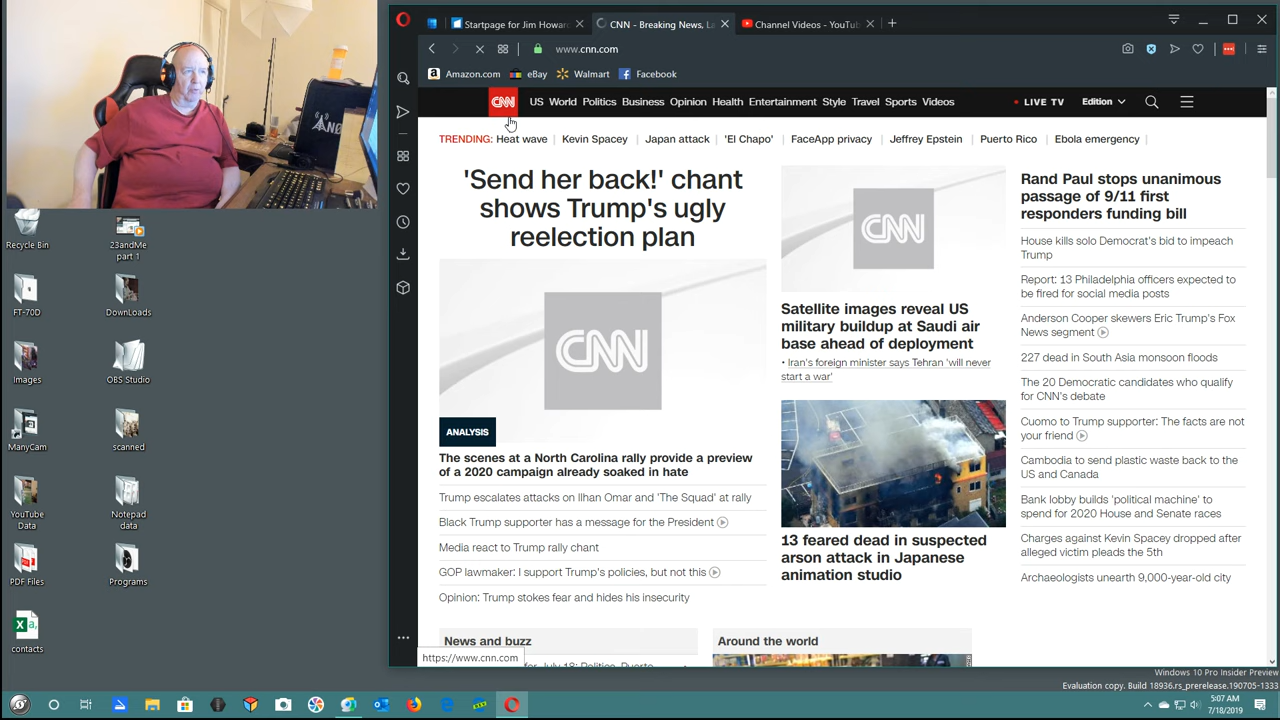 Startpage for Jim Howar
CNN - Breaking News, La
Channel Videos - YouTu
www.cnn.com
Amazon.com
eBay
Walmart
Facebook
CNN
US World Politics Business Opinion Health Entertainment Style Travel Sports Videos
LIVE TV
Edition
TRENDING: Heat wave
Kevin Spacey
Japan attack
'El Chapo'
FaceApp privacy
Jeffrey Epstein
Puerto Rico
Ebola emergency
'Send her back!' chant
shows Trump's ugly
reelection plan
CNN
ANALYSIS
The scenes at a North Carolina rally provide a preview
of a 2020 campaign already soaked in hate
Trump escalates attacks on Ilhan Omar and 'The Squad' at rally
Black Trump supporter has a message for the President
Media react to Trump rally chant
GOP lawmaker: I support Trump's policies, but not this
Opinion: Trump stokes fear and hides his insecurity
CNN
Satellite images reveal US
military buildup at Saudi air
base ahead of deployment
• Iran's foreign minister says Tehran 'will never
start a war'
13 feared dead in suspected
arson attack in Japanese
animation studio
Rand Paul stops unanimous
passage of 9/11 first
responders funding bill
House kills solo Democrat's bid to impeach
Trump
Report: 13 Philadelphia officers expected to
be fired for social media posts
Anderson Cooper skewers Eric Trump's Fox
News segment
227 dead in South Asia monsoon floods
The 20 Democratic candidates who qualify
for CNN's debate
Cuomo to Trump supporter: The facts are not
your friend
Cambodia to send plastic waste back to the
US and Canada
Bank lobby builds 'political machine' to
spend for 2020 House and Senate races
Charges against Kevin Spacey dropped after
alleged victim pleads the 5th
Archaeologists unearth 9,000-year-old city
News and buzz
Around the world
for July 18: Politics, Puerto
https://www.cnn.com
Recycle Bin
23andMe
part 1
FT-70D
DownLoads
Images
OBS Studio
ManyCam
scanned
YouTube
Data
Notepad
data
PDF Files
Programs
contacts
Windows 10 Pro Insider Preview
Evaluation copy. Build 18936.rs_prerelease.190705-1333
5:07 AM
7/18/2019